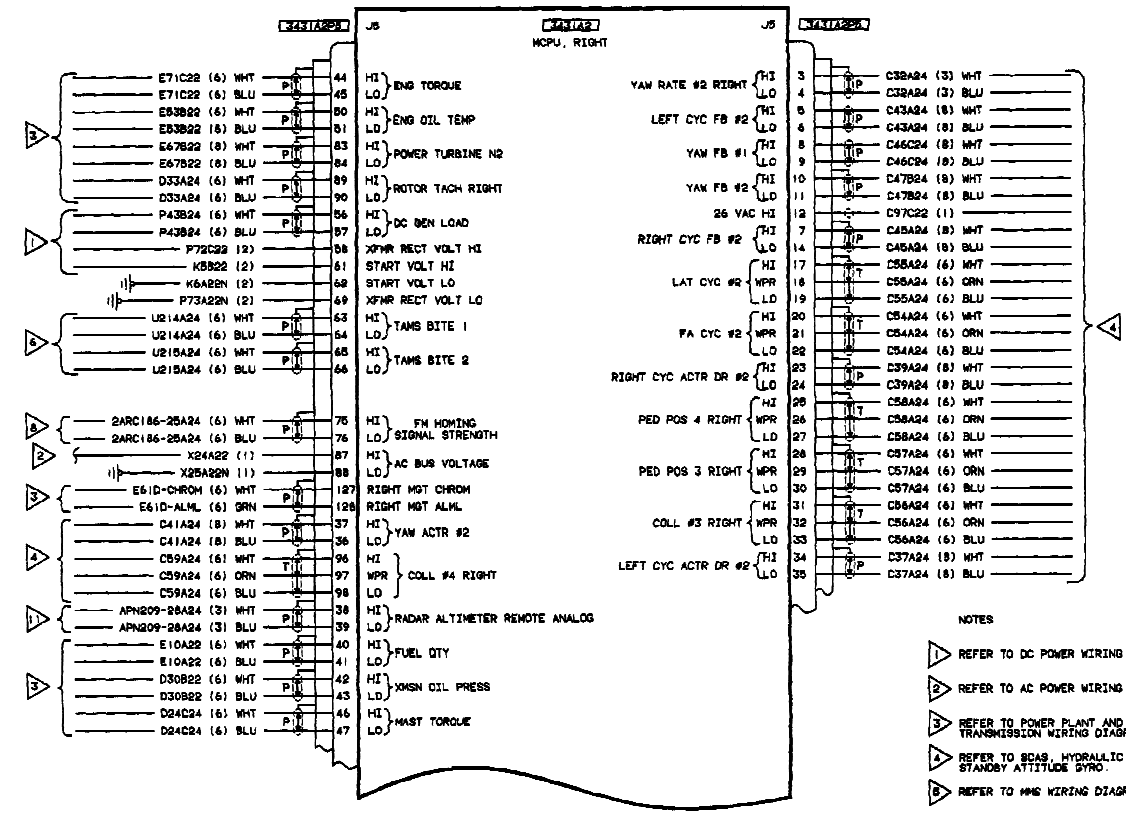 3431A2P5 J5 3431A2 J5 3431A2P5
MCPU, RIGHT
E71C22 (6) WHT P 44 HI ENG TORQUE
E71C22 (6) BLU 45 LO
E53B22 (6) WHT P 50 HI ENG OIL TEMP
E53B22 (6) BLU 51 LO
3
E67B22 (8) WHT P 83 HI POWER TURBINE N2
E67B22 (8) BLU 84 LO
D33A24 (6) WHT P 89 HI ROTOR TACH RIGHT
D33A24 (6) BLU 90 LO
P43B24 (6) WHT P 56 HI DC GEN LOAD
P43B24 (6) BLU 57 LO
1
P72C22 (2) 58 XFMR RECT VOLT HI
K5B22 (2) 61 START VOLT HI
K6A22N (2) 62 START VOLT LO
P73A22N (2) 69 XFMR RECT VOLT LO
U214A24 (6) WHT P 63 HI TAMS BITE 1
U214A24 (6) BLU 64 LO
U215A24 (6) WHT P 65 HI TAMS BITE 2
U215A24 (6) BLU 66 LO
2ARC186-25A24 (6) WHT P 75 HI FM HOMING
2ARC186-25A24 (6) BLU 76 LO SIGNAL STRENGTH
2 X24A22 (1) 87 HI AC BUS VOLTAGE
X25A22N (1) 88 LO
3 E61D-CHROM (6) WHT P 127 RIGHT MGT CHROM
E61D-ALML (6) GRN 128 RIGHT MGT ALML
C41A24 (8) WHT P 37 HI YAW ACTR #2
C41A24 (8) BLU 36 LO
4
C59A24 (6) WHT T 96 HI
C59A24 (6) ORN 97 WPR COLL #4 RIGHT
C59A24 (6) BLU 98 LO
11 APN209-28A24 (3) WHT P 38 HI RADAR ALTIMETER REMOTE ANALOG
APN209-28A24 (3) BLU 39 LO
E10A22 (6) WHT P 40 HI FUEL QTY
E10A22 (6) BLU 41 LO
3
D30B22 (6) WHT P 42 HI XMSN OIL PRESS
D30B22 (6) BLU 43 LO
D24C24 (6) WHT P 46 HI MAST TORQUE
D24C24 (6) BLU 47 LO
YAW RATE #2 RIGHT HI 3 P C32A24 (3) WHT
LO 4 C32A24 (3) BLU
LEFT CYC FB #2 HI 5 P C43A24 (8) WHT
LO 6 C43A24 (8) BLU
YAW FB #1 HI 8 P C46C24 (8) WHT
LO 9 C46C24 (8) BLU
YAW FB #2 HI 10 P C47B24 (8) WHT
LO 11 C47B24 (8) BLU
26 VAC HI 12 C97C22 (1)
RIGHT CYC FB #2 HI 7 P C45A24 (8) WHT
LO 14 C45A24 (8) BLU
HI 17 T C55A24 (6) WHT
LAT CYC #2 WPR 18 C55A24 (6) ORN
LO 19 C55A24 (6) BLU
HI 20 T C54A24 (6) WHT
FA CYC #2 WPR 21 C54A24 (6) ORN
LO 22 C54A24 (6) BLU
4
RIGHT CYC ACTR DR #2 HI 23 P C39A24 (8) WHT
LO 24 C39A24 (8) BLU
HI 25 T C58A24 (6) WHT
PED POS 4 RIGHT WPR 26 C58A24 (6) ORN
LO 27 C58A24 (6) BLU
HI 28 T C57A24 (6) WHT
PED POS 3 RIGHT WPR 29 C57A24 (6) ORN
LO 30 C57A24 (6) BLU
HI 31 T C56A24 (6) WHT
COLL #3 RIGHT WPR 32 C56A24 (6) ORN
LO 33 C56A24 (6) BLU
LEFT CYC ACTR DR #2 HI 34 P C37A24 (8) WHT
LO 35 C37A24 (8) BLU
NOTES
1 REFER TO DC POWER WIRING
2 REFER TO AC POWER WIRING
3 REFER TO POWER PLANT AND
TRANSMISSION WIRING DIAGR
4 REFER TO SCAS, HYDRAULIC
STANDBY ATTITUDE GYRO.
5 REFER TO MMS WIRING DIAGR